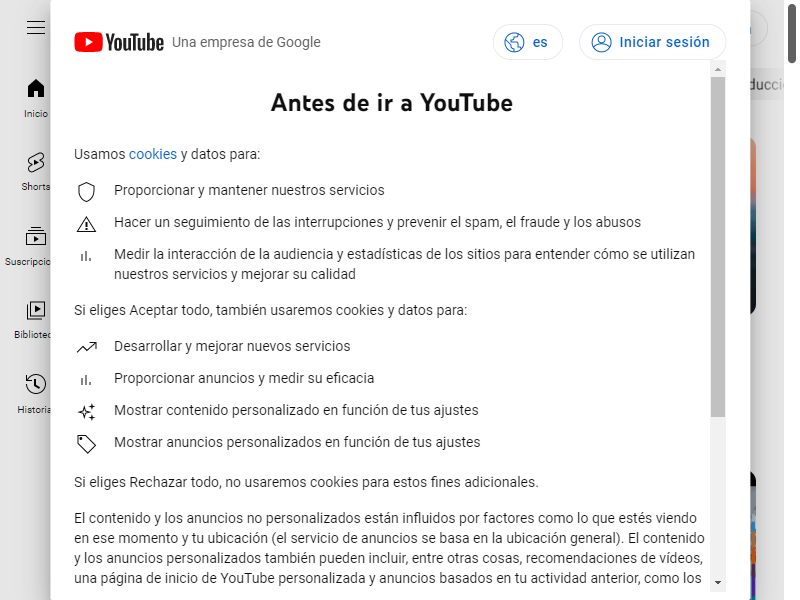 YouTube Una empresa de Google
es
Iniciar sesión
Antes de ir a YouTube
Inicio
Shorts
Usamos cookies y datos para:
Proporcionar y mantener nuestros servicios
Hacer un seguimiento de las interrupciones y prevenir el spam, el fraude y los abusos
Medir la interacción de la audiencia y estadísticas de los sitios para entender cómo se utilizan
nuestros servicios y mejorar su calidad
Si eliges Aceptar todo, también usaremos cookies y datos para:
Desarrollar y mejorar nuevos servicios
Proporcionar anuncios y medir su eficacia
Mostrar contenido personalizado en función de tus ajustes
Mostrar anuncios personalizados en función de tus ajustes
Si eliges Rechazar todo, no usaremos cookies para estos fines adicionales.
El contenido y los anuncios no personalizados están influidos por factores como lo que estés viendo
en ese momento y tu ubicación (el servicio de anuncios se basa en la ubicación general). El contenido
y los anuncios personalizados también pueden incluir, entre otras cosas, recomendaciones de vídeos,
una página de inicio de YouTube personalizada y anuncios basados en tu actividad anterior, como los